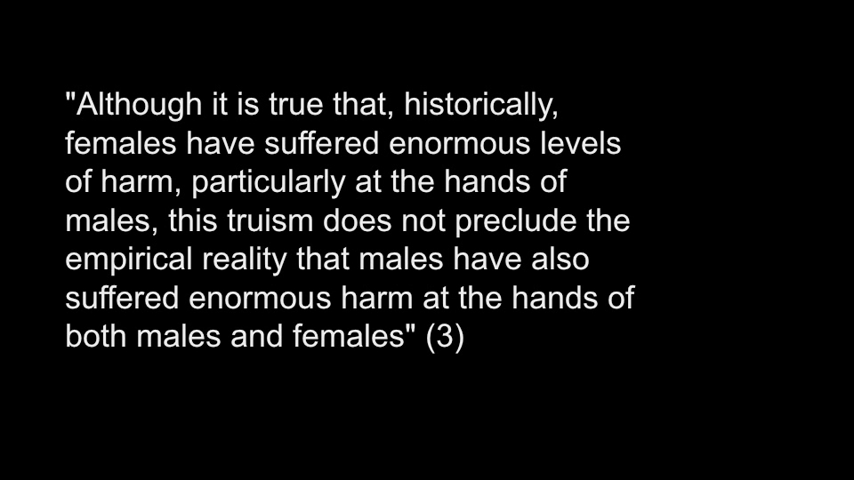 "Although it is true that, historically,
females have suffered enormous levels
of harm, particularly at the hands of
males, this truism does not preclude the
empirical reality that males have also
suffered enormous harm at the hands of
both males and females" (3)